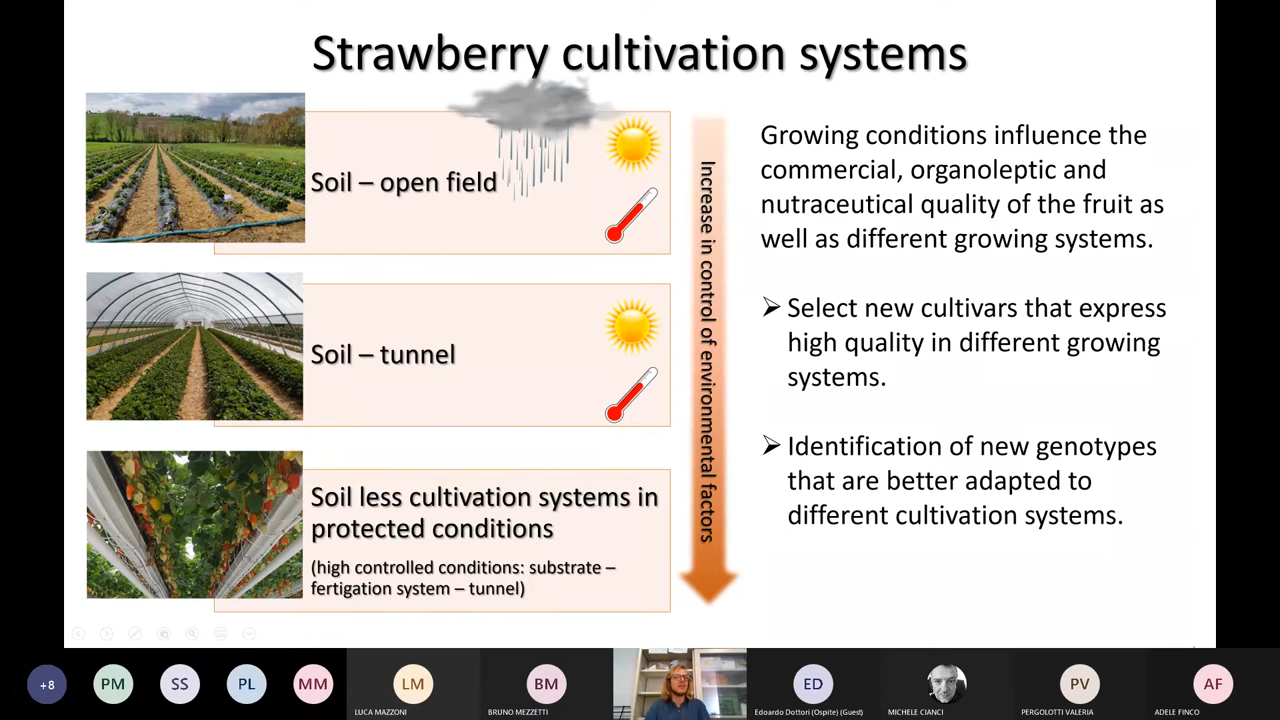 Strawberry cultivation systems
Soil – open field
Soil – tunnel
Soil less cultivation systems in
protected conditions
(high controlled conditions: substrate –
fertigation system – tunnel)
Increase in control of environmental factors
Growing conditions influence the
commercial, organoleptic and
nutraceutical quality of the fruit as
well as different growing systems.
➢ Select new cultivars that express
high quality in different growing
systems.
➢ Identification of new genotypes
that are better adapted to
different cultivation systems.
+8
PM
SS
PL
MM
LM
LUCA MAZZONI
BM
BRUNO MEZZETTI
ED
Edoardo Dottori (Ospite) (Guest)
MICHELE CIANCI
PV
PERGOLOTTI VALERIA
AF
ADELE FINCO